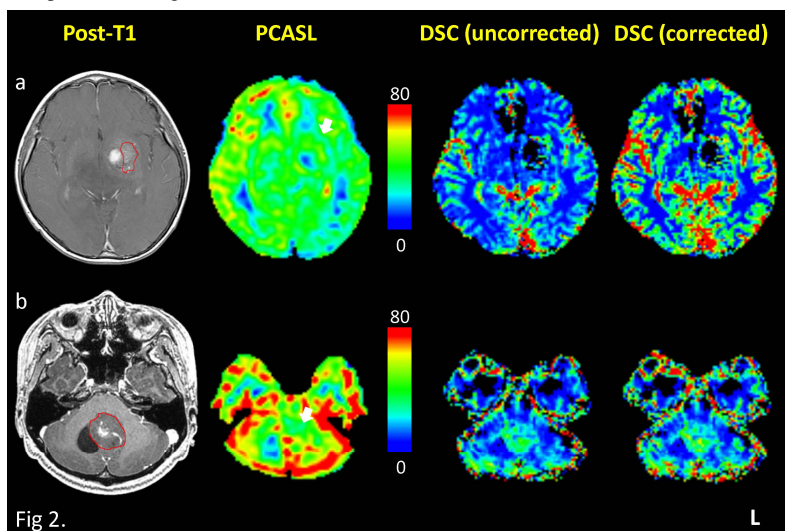 Post-T1 PCASL DSC (uncorrected) DSC (corrected)
a
80
0
b
80
0
Fig 2.
L